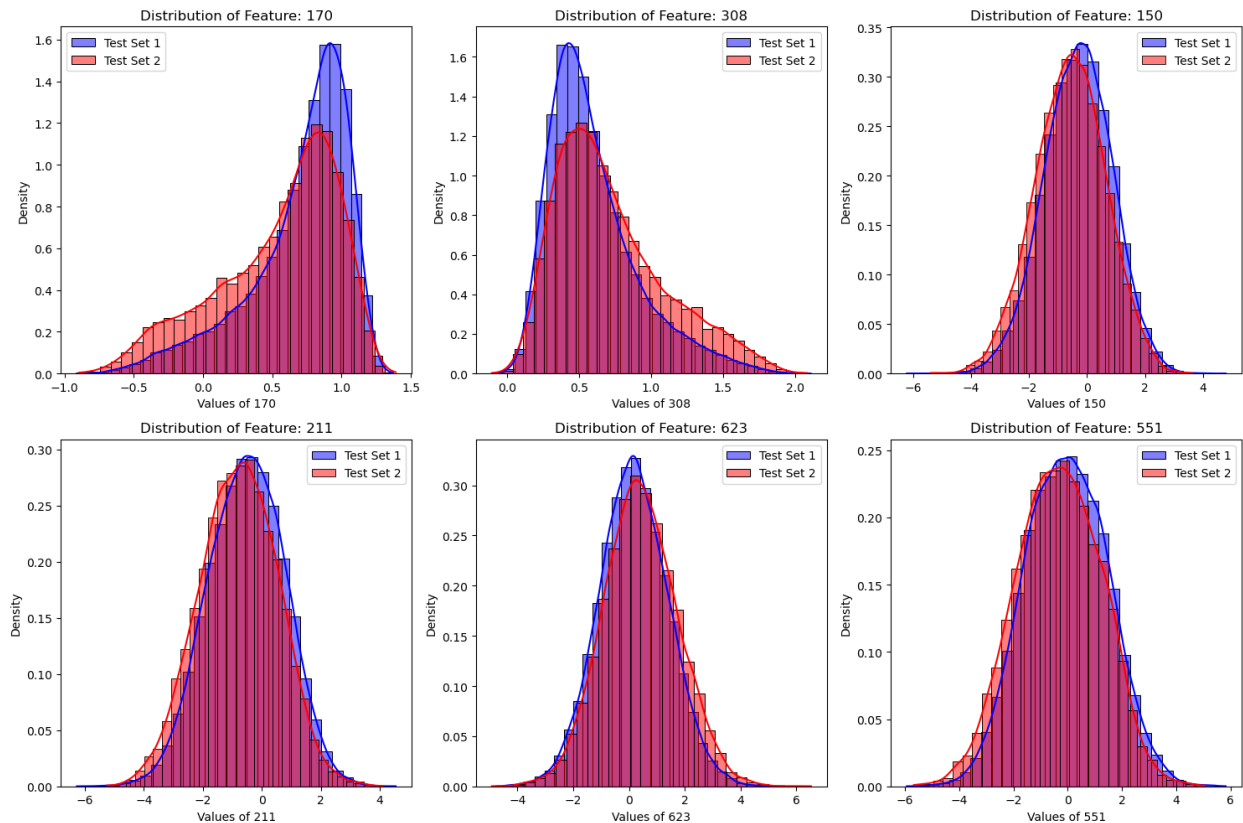 Distribution of Feature: 170
Test Set 1
Test Set 2
Density
0.0
0.2
0.4
0.6
0.8
1.0
1.2
1.4
1.6
−1.0 −0.5 0.0 0.5 1.0 1.5
Values of 170
Distribution of Feature: 308
Test Set 1
Test Set 2
Density
0.0
0.2
0.4
0.6
0.8
1.0
1.2
1.4
1.6
0.0 0.5 1.0 1.5 2.0
Values of 308
Distribution of Feature: 150
Test Set 1
Test Set 2
Density
0.00
0.05
0.10
0.15
0.20
0.25
0.30
0.35
−6 −4 −2 0 2 4
Values of 150
Distribution of Feature: 211
Test Set 1
Test Set 2
Density
0.00
0.05
0.10
0.15
0.20
0.25
0.30
−6 −4 −2 0 2 4
Values of 211
Distribution of Feature: 623
Test Set 1
Test Set 2
Density
0.00
0.05
0.10
0.15
0.20
0.25
0.30
−4 −2 0 2 4 6
Values of 623
Distribution of Feature: 551
Test Set 1
Test Set 2
Density
0.00
0.05
0.10
0.15
0.20
0.25
−6 −4 −2 0 2 4 6
Values of 551